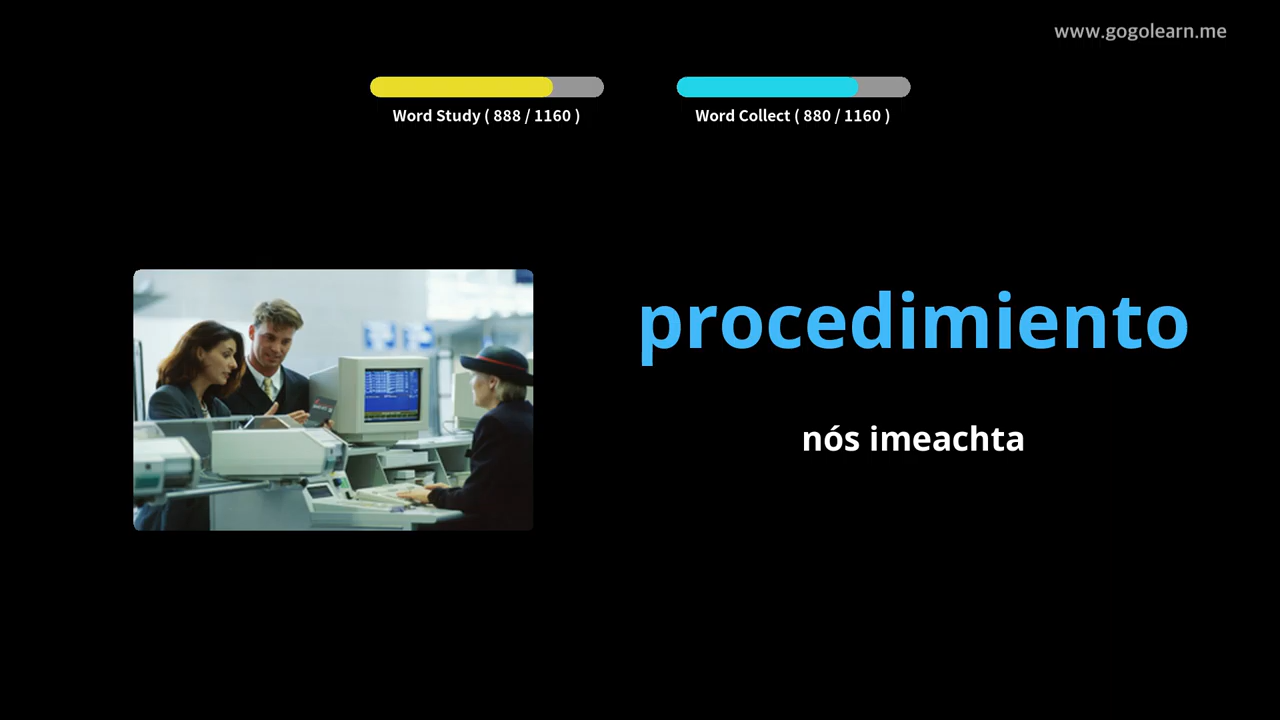 www.gogolearn.me
Word Study ( 888 / 1160 )
Word Collect ( 880 / 1160 )
procedimiento
nós imeachta